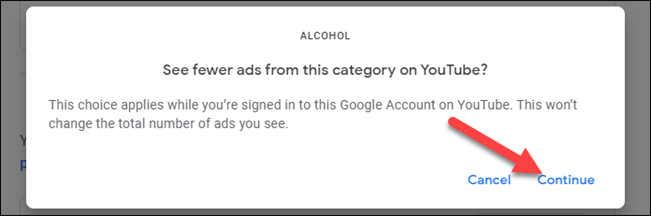 ALCOHOL
See fewer ads from this category on YouTube?
This choice applies while you're signed in to this Google Account on YouTube. This won't
change the total number of ads you see.
Cancel Continue